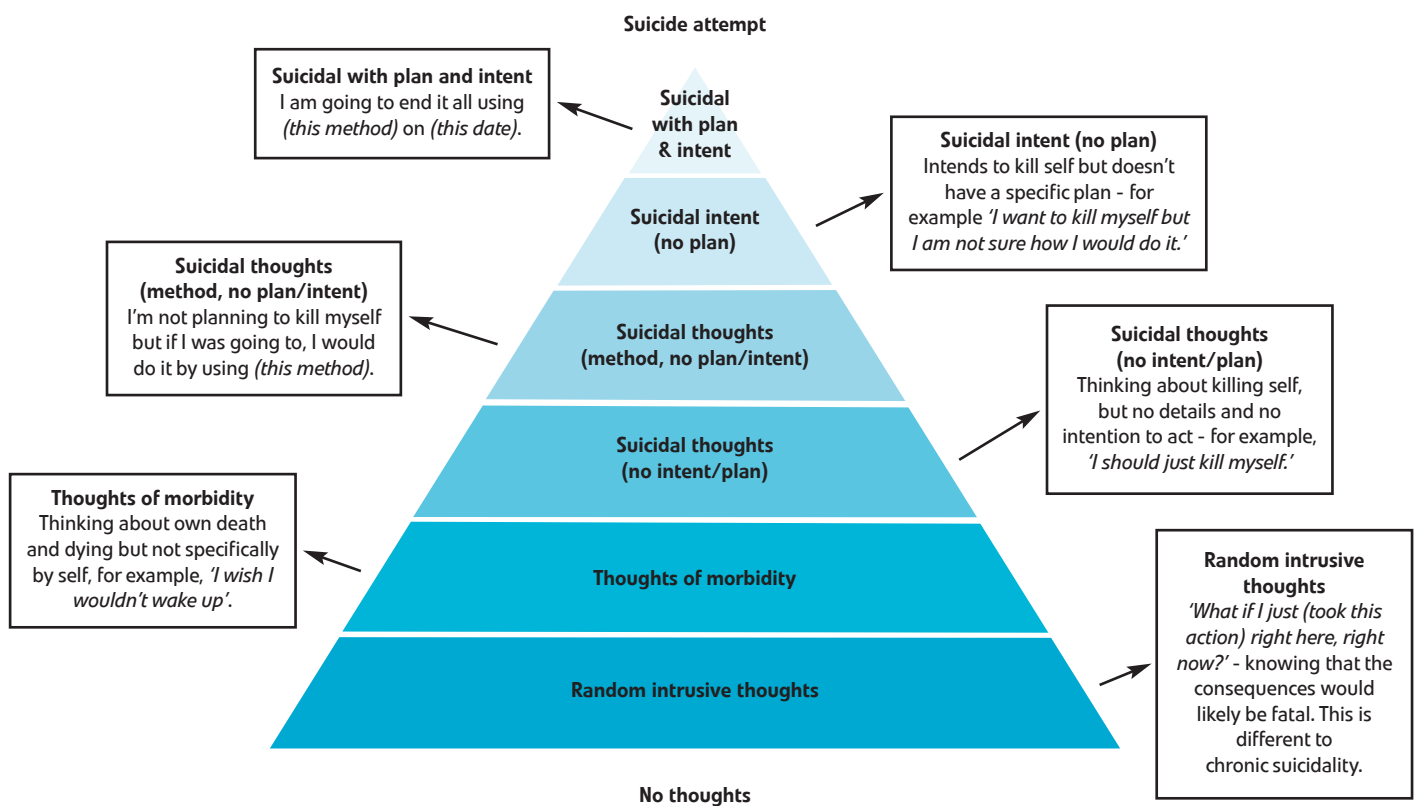 Suicide attempt
Suicidal with plan and intent
I am going to end it all using
(this method) on (this date).
Suicidal
with plan
& intent
Suicidal intent (no plan)
Intends to kill self but doesn’t
have a specific plan - for
example ‘I want to kill myself but
I am not sure how I would do it.’
Suicidal intent
(no plan)
Suicidal thoughts
(method, no plan/intent)
I’m not planning to kill myself
but if I was going to, I would
do it by using (this method).
Suicidal thoughts
(method, no plan/intent)
Suicidal thoughts
(no intent/plan)
Thinking about killing self,
but no details and no
intention to act - for example,
‘I should just kill myself.’
Suicidal thoughts
(no intent/plan)
Thoughts of morbidity
Thinking about own death
and dying but not specifically
by self, for example, ‘I wish I
wouldn’t wake up’.
Thoughts of morbidity
Random intrusive
thoughts
‘What if I just (took this
action) right here, right
now?’ - knowing that the
consequences would
likely be fatal. This is
different to
chronic suicidality.
Random intrusive thoughts
No thoughts